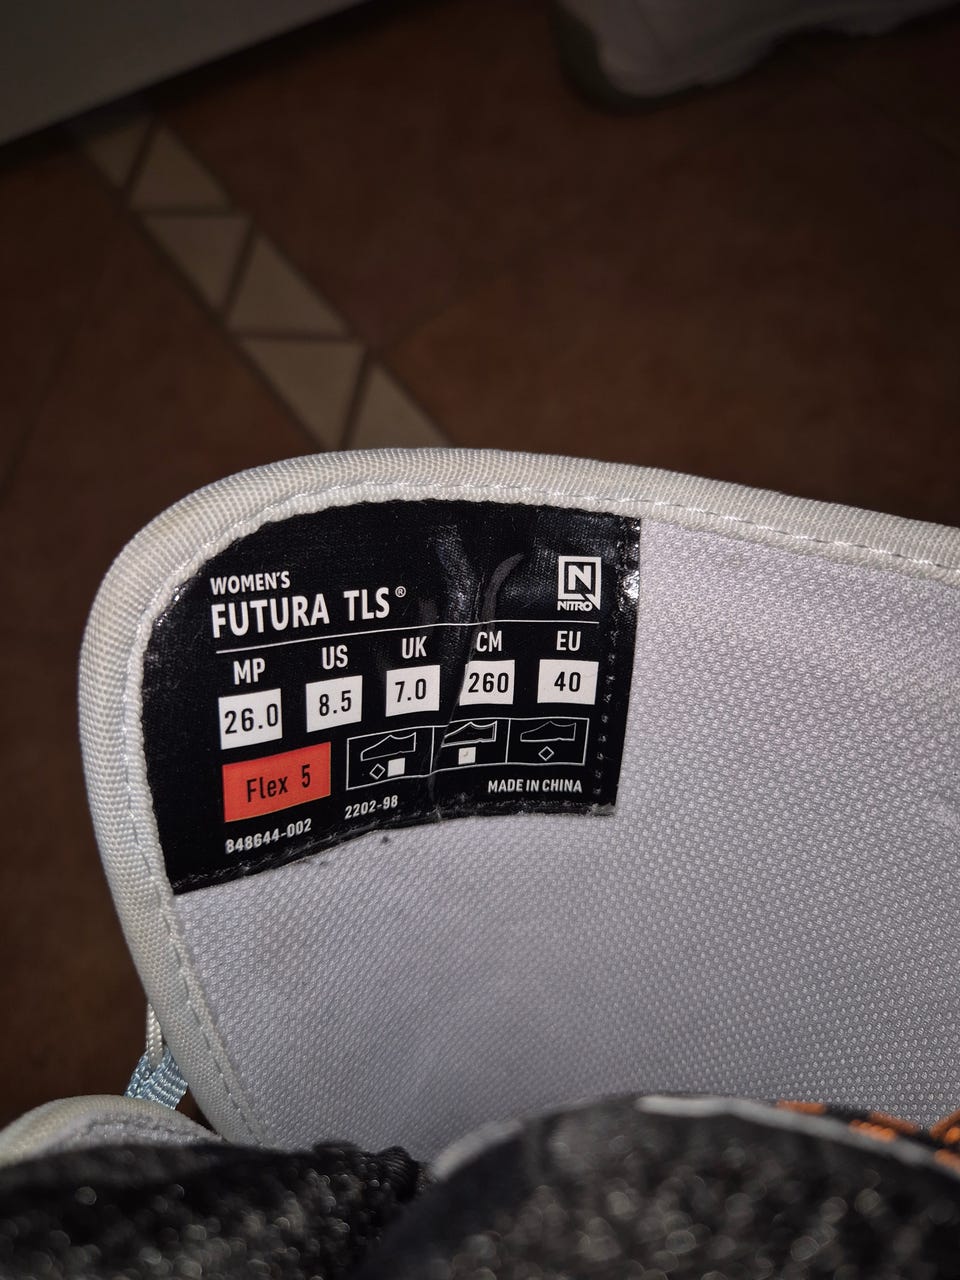 WOMEN'S
FUTURA TLS®
N
NITRO
MP US UK CM EU
26.0 8.5 7.0 260 40
Flex 5
848644-002 2202-98 MADE IN CHINA